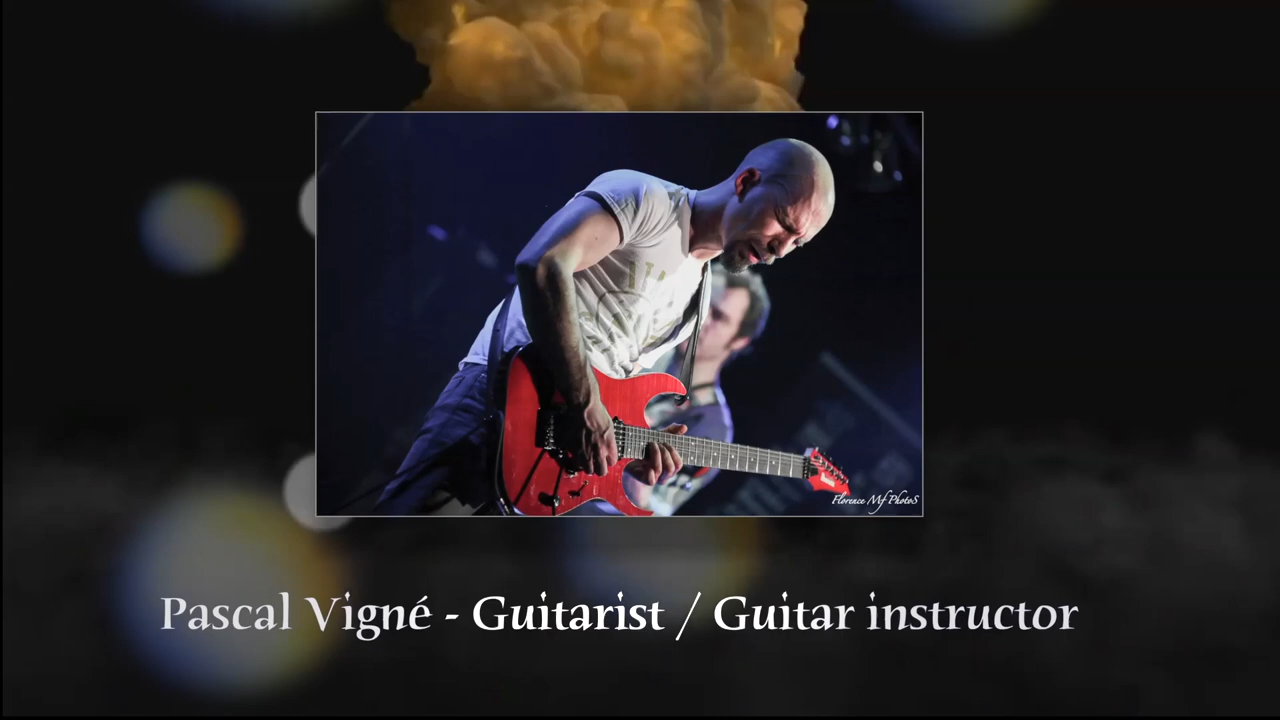 Florence Mf PhotoS
Pascal Vigné - Guitarist / Guitar instructor